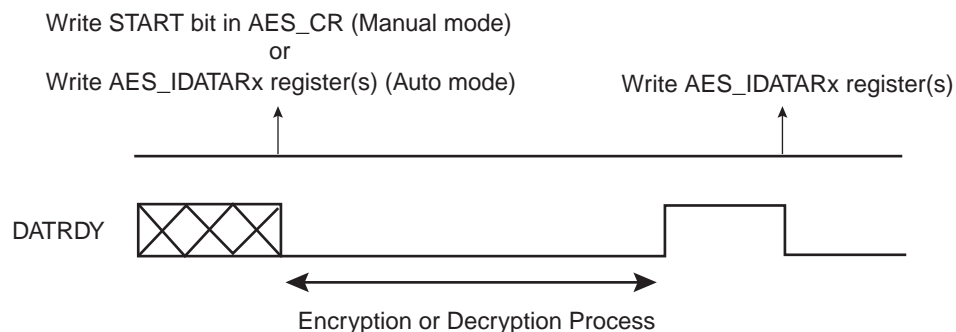 Write START bit in AES_CR (Manual mode)
or
Write AES_IDATARx register(s) (Auto mode)
Write AES_IDATARx register(s)
DATRDY
Encryption or Decryption Process